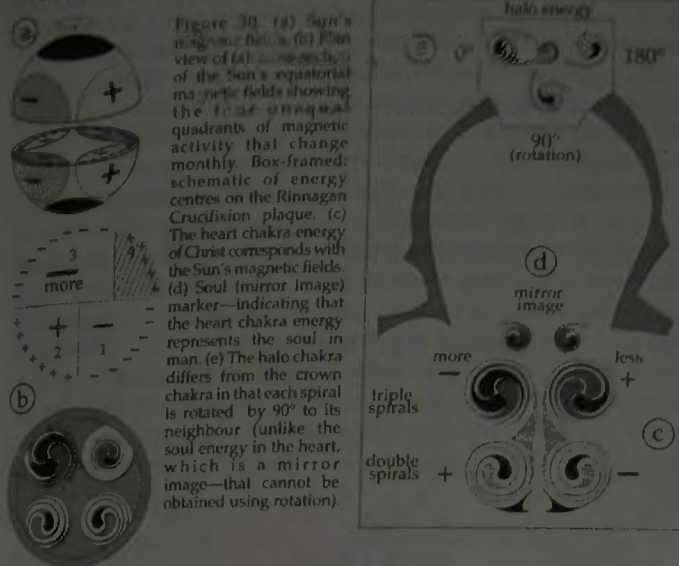 a
Figure 30. (a) Sun's
magnetic fields. (b) Plan
view of (a), cross-section
of the Sun's equatorial
magnetic fields showing
the four unequal
quadrants of magnetic
activity that change
monthly. Box-framed:
schematic of energy
centres on the Rinnagan
Crucifixion plaque. (c)
The heart chakra energy
of Christ corresponds with
the Sun's magnetic fields.
(d) Soul (mirror image)
marker—indicating that
the heart chakra energy
represents the soul in
man. (e) The halo chakra
differs from the crown
chakra in that each spiral
is rotated by 90° to its
neighbour (unlike the
soul energy in the heart,
which is a mirror
image—that cannot be
obtained using rotation).
− +
− +
3 4
− more
+ −
2 1
b
halo energy
e 0° 180°
90°
(rotation)
d
mirror
image
more less
− +
triple
spirals
c
double
spirals + −